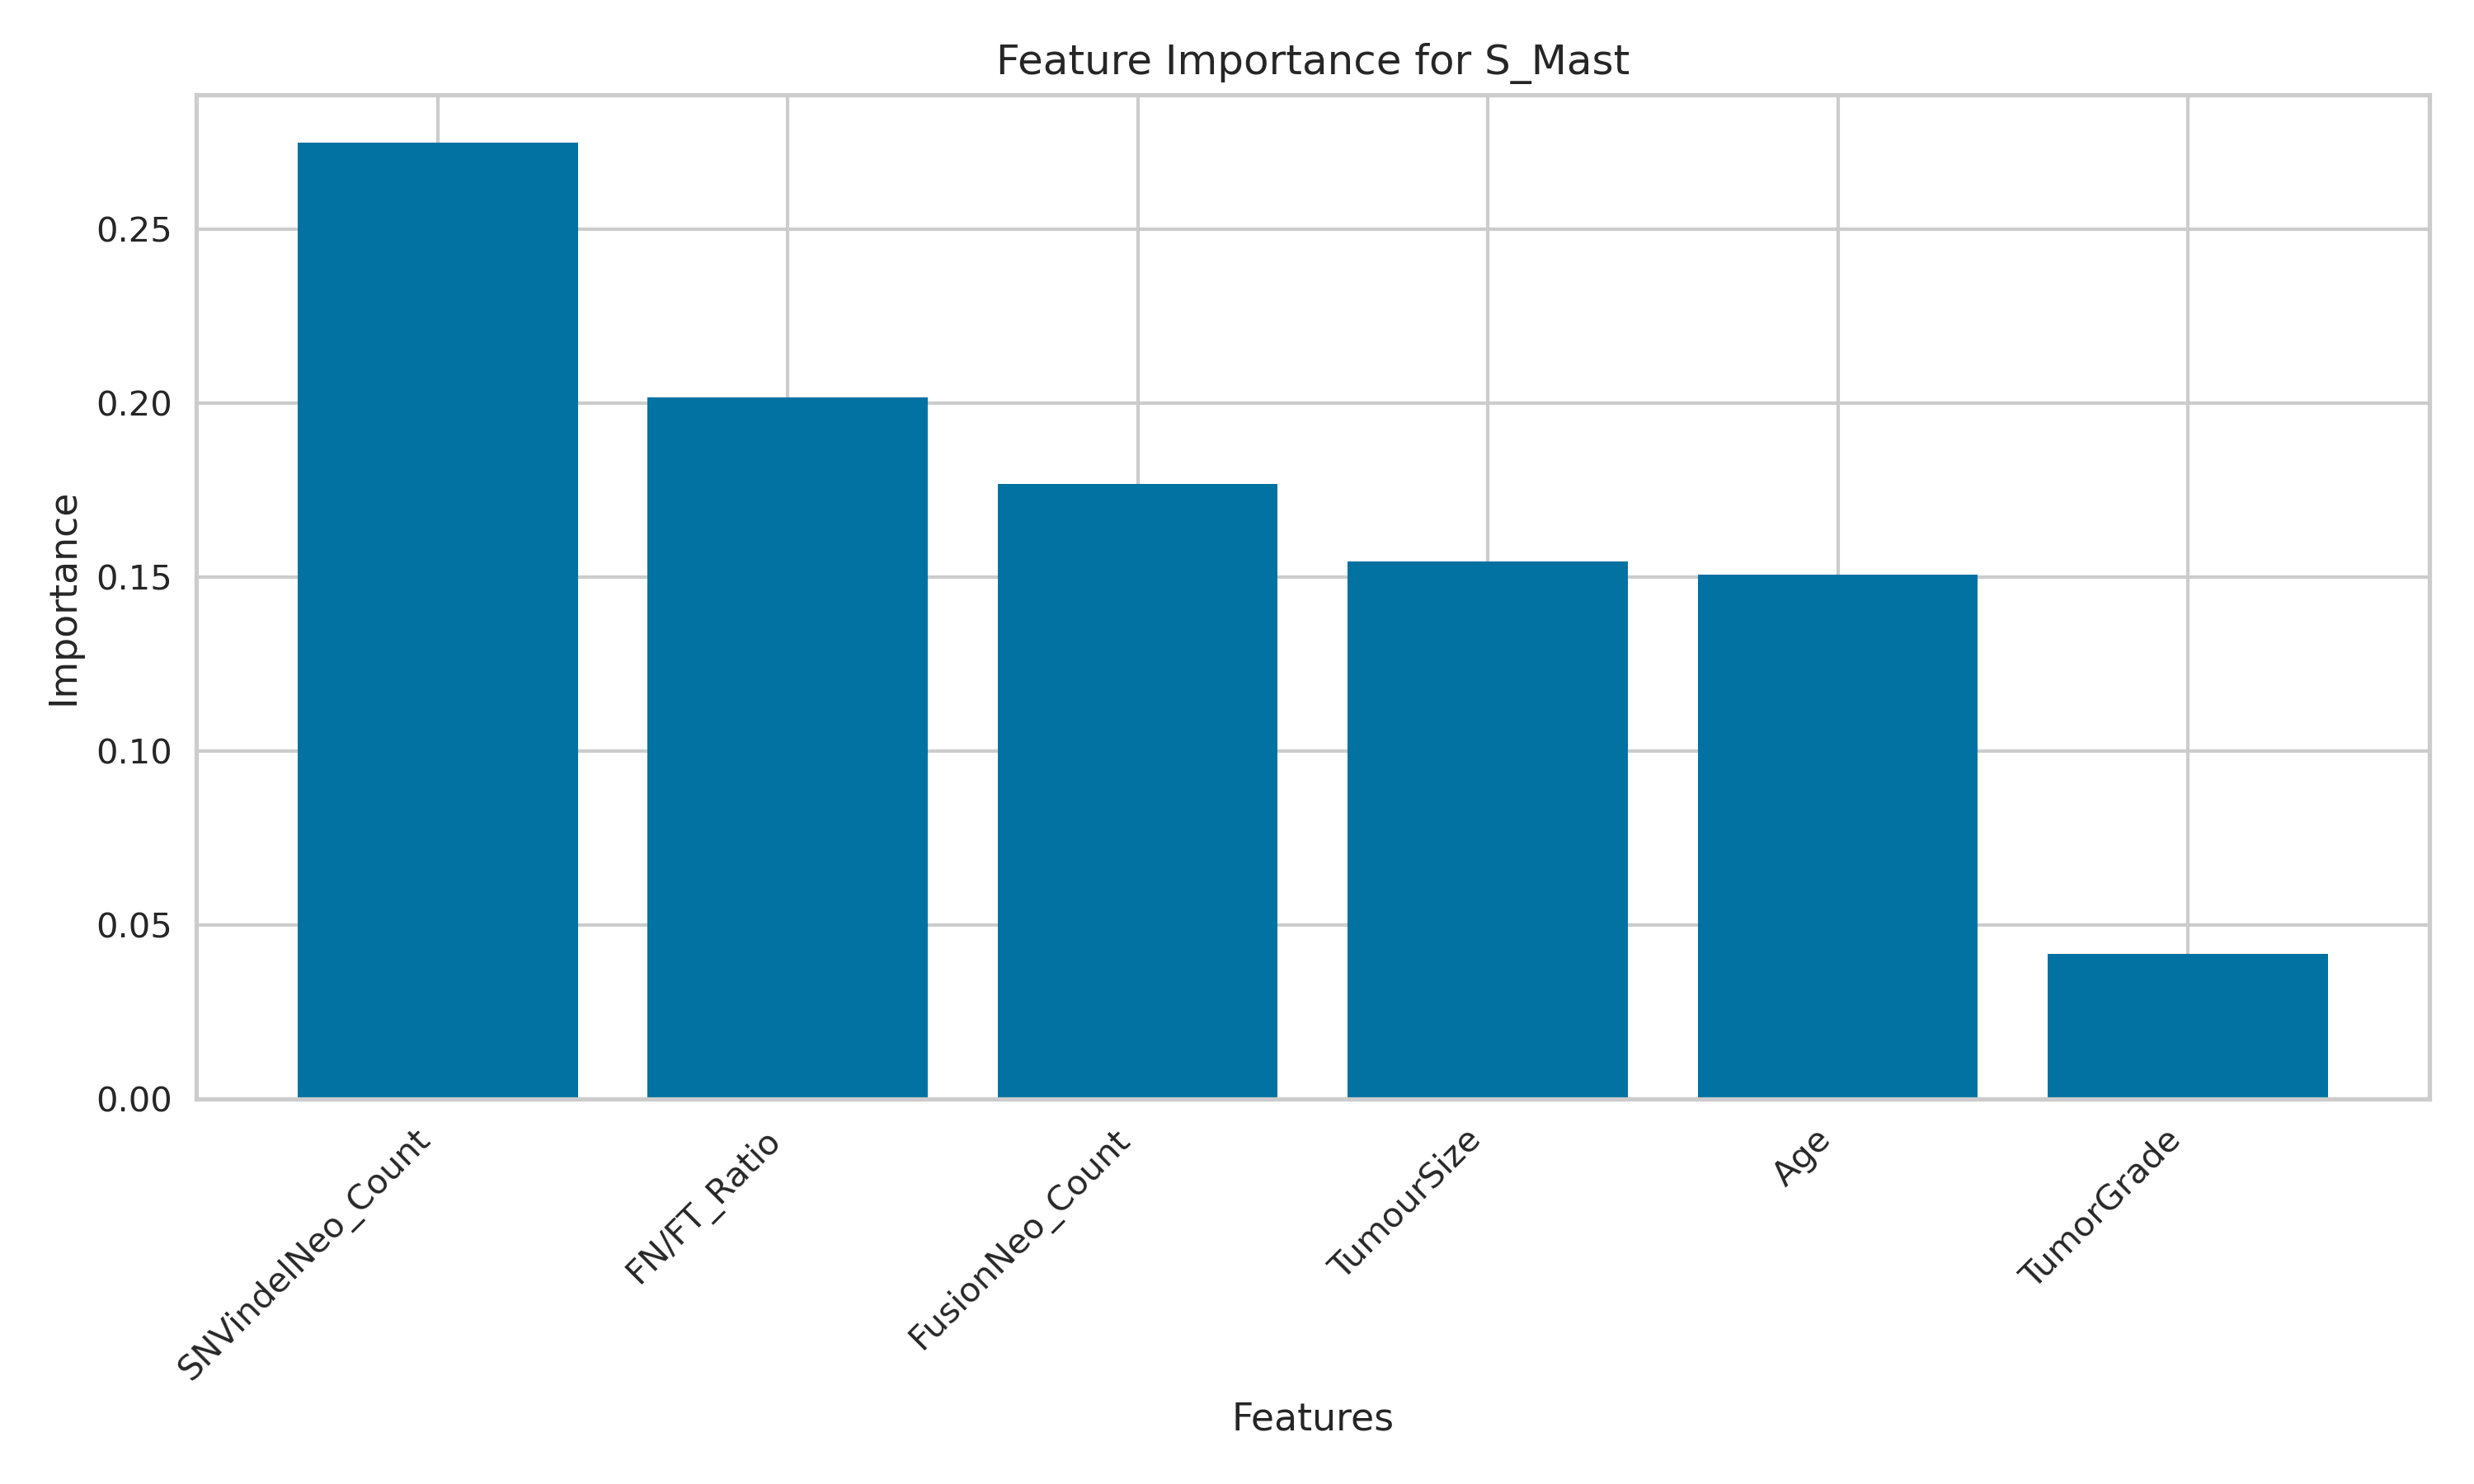 Feature Importance for S_Mast
Importance
0.25
0.20
0.15
0.10
0.05
0.00
SNVindelNeo_Count
FN/FT_Ratio
FusionNeo_Count
TumourSize
Age
TumorGrade
Features